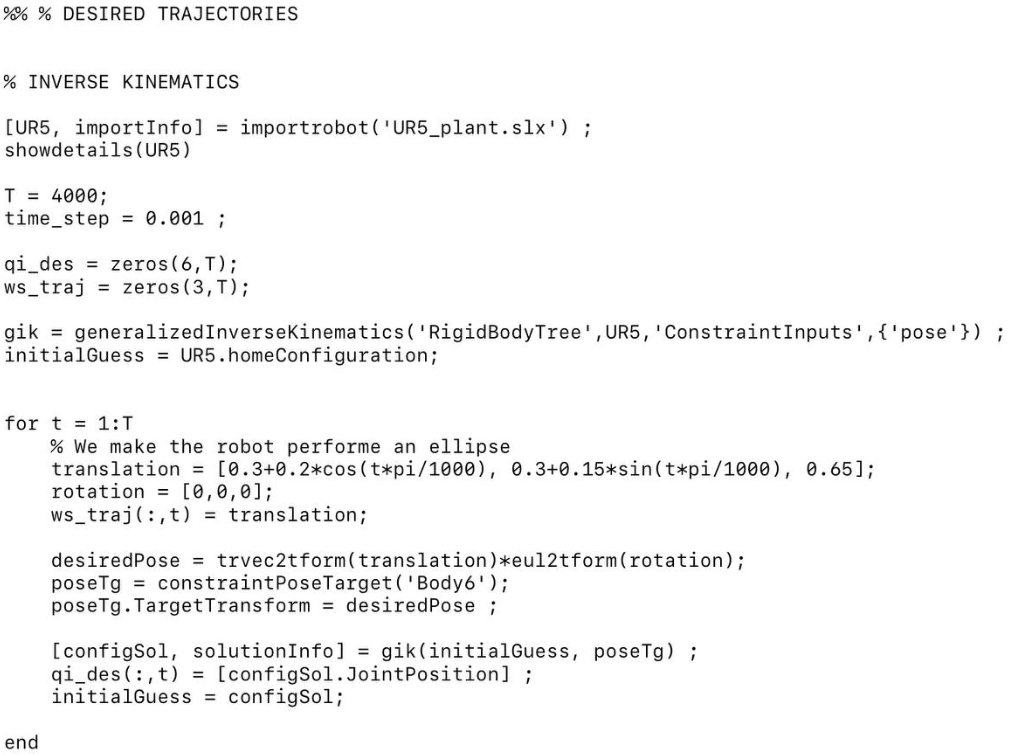 %% % DESIRED TRAJECTORIES
% INVERSE KINEMATICS
[UR5, importInfo] = importrobot('UR5_plant.slx') ;
showdetails(UR5)
T = 4000;
time_step = 0.001 ;
qi_des = zeros(6,T);
ws_traj = zeros(3,T);
gik = generalizedInverseKinematics('RigidBodyTree',UR5,'ConstraintInputs',{'pose'}) ;
initialGuess = UR5.homeConfiguration;
for t = 1:T
    % We make the robot performe an ellipse
    translation = [0.3+0.2*cos(t*pi/1000), 0.3+0.15*sin(t*pi/1000), 0.65];
    rotation = [0,0,0];
    ws_traj(:,t) = translation;
    desiredPose = trvec2tform(translation)*eul2tform(rotation);
    poseTg = constraintPoseTarget('Body6');
    poseTg.TargetTransform = desiredPose ;
    [configSol, solutionInfo] = gik(initialGuess, poseTg) ;
    qi_des(:,t) = [configSol.JointPosition] ;
    initialGuess = configSol;
end